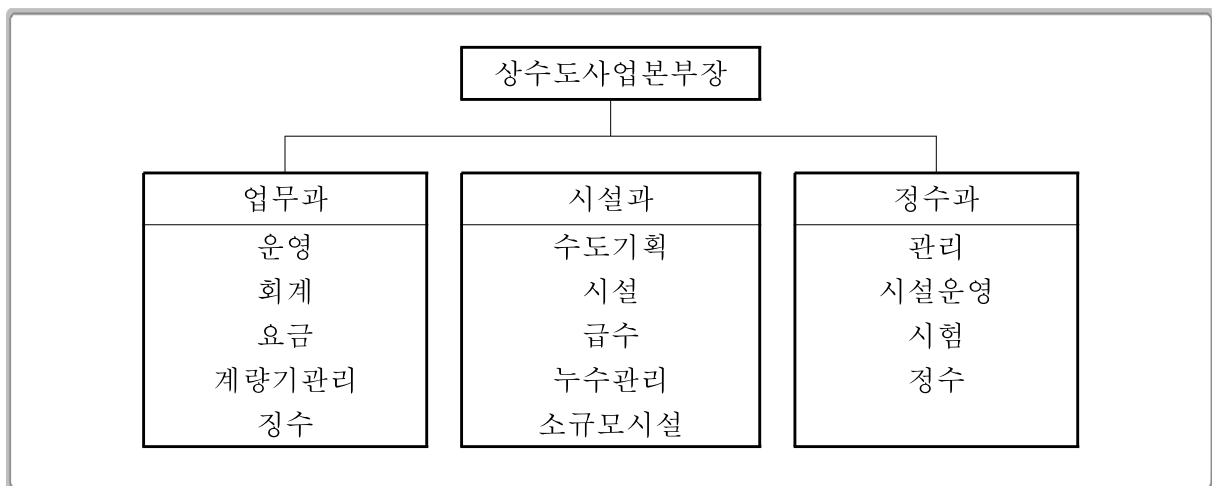 상수도사업본부장
업무과
운영
회계
요금
계량기관리
징수
시설과
수도기획
시설
급수
누수관리
소규모시설
정수과
관리
시설운영
시험
정수